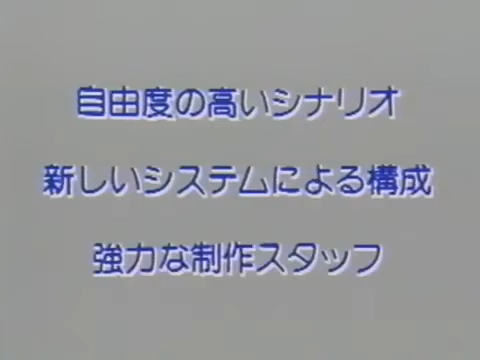 自由度の高いシナリオ
新しいシステムによる構成
強力な制作スタッフ